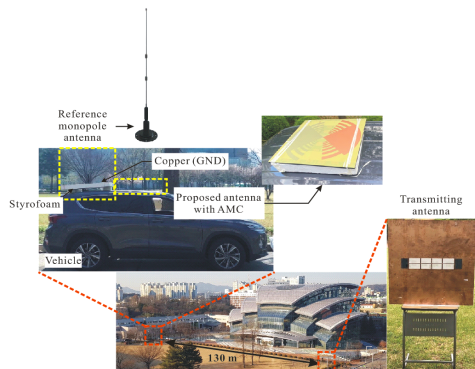 Reference
monopole
antenna
Copper (GND)
Styrofoam
Proposed antenna
with AMC
Vehicle
Transmitting
antenna
130 m